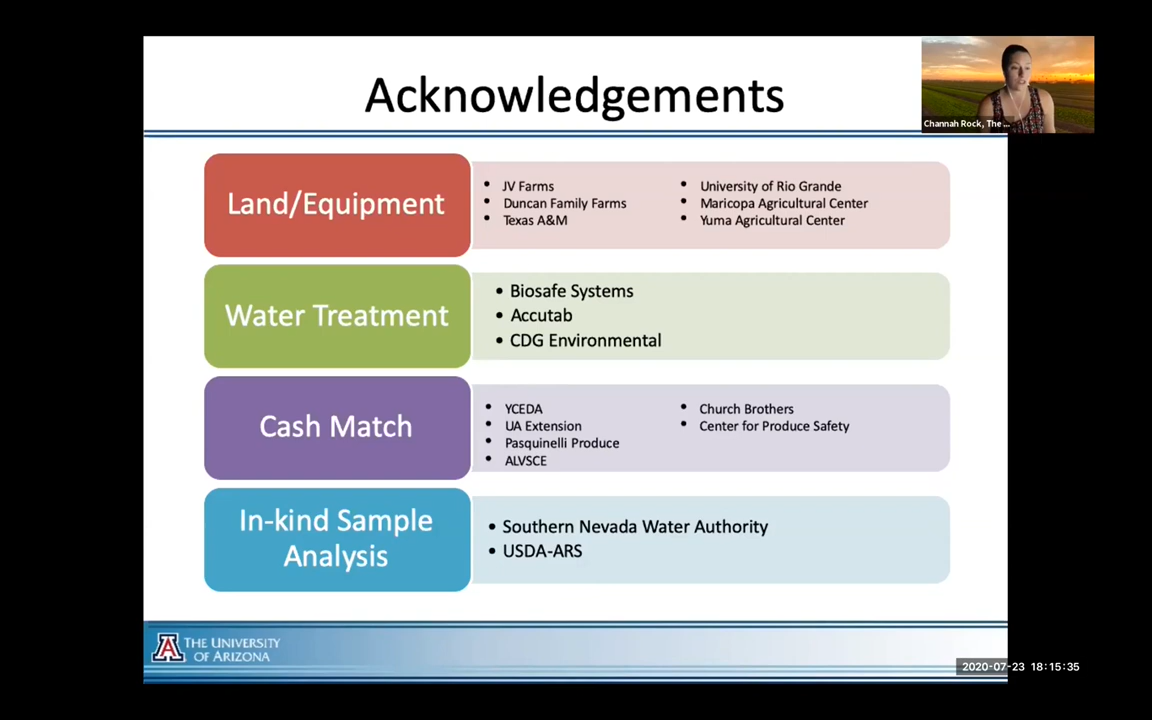 Acknowledgements
Channah Rock, The ...
Land/Equipment
• JV Farms
• Duncan Family Farms
• Texas A&M
• University of Rio Grande
• Maricopa Agricultural Center
• Yuma Agricultural Center
Water Treatment
• Biosafe Systems
• Accutab
• CDG Environmental
Cash Match
• YCEDA
• UA Extension
• Pasquinelli Produce
• ALVSCE
• Church Brothers
• Center for Produce Safety
In-kind Sample
Analysis
• Southern Nevada Water Authority
• USDA-ARS
A THE UNIVERSITY
OF ARIZONA
2020-07-23 18:15:35